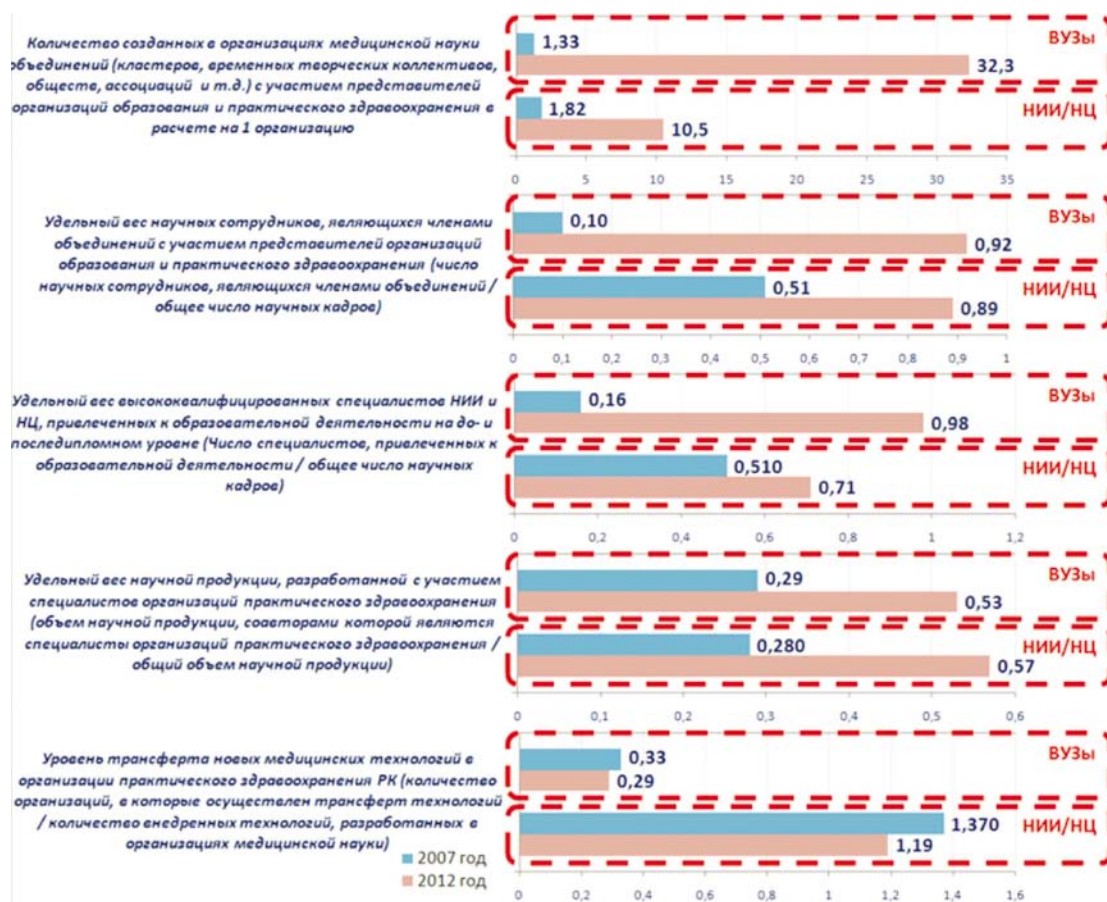 Количество созданных в организациях медицинской науки
объединений (кластеров, временных творческих коллективов,
обществ, ассоциаций и т.д.) с участием представителей
организаций образования и практического здравоохранения в
расчете на 1 организацию
ВУЗы
1,33
32,3
НИИ/НЦ
1,82
10,5
0 5 10 15 20 25 30 35
Удельный вес научных сотрудников, являющихся членами
объединений с участием представителей организаций
образования и практического здравоохранения (число
научных сотрудников, являющихся членами объединений /
общее число научных кадров)
ВУЗы
0,10
0,92
НИИ/НЦ
0,51
0,89
0 0,1 0,2 0,3 0,4 0,5 0,6 0,7 0,8 0,9 1
Удельный вес высококвалифицированных специалистов НИИ и
НЦ, привлеченных к образовательной деятельности на до- и
последипломном уровне (Число специалистов, привлеченных к
образовательной деятельности / общее число научных
кадров)
ВУЗы
0,16
0,98
НИИ/НЦ
0,510
0,71
0 0,2 0,4 0,6 0,8 1 1,2
Удельный вес научной продукции, разработанной с участием
специалистов организаций практического здравоохранения
(объем научной продукции, соавторами которой являются
специалисты организаций практического здравоохранения /
общий объем научной продукции)
ВУЗы
0,29
0,53
НИИ/НЦ
0,280
0,57
0 0,1 0,2 0,3 0,4 0,5 0,6
Уровень трансферта новых медицинских технологий в
организации практического здравоохранения РК (количество
организаций, в которые осуществлен трансферт технологий
/ количество внедренных технологий, разработанных в
организациях медицинской науки)
ВУЗы
0,33
0,29
НИИ/НЦ
1,370
1,19
2007 год
2012 год
0 0,2 0,4 0,6 0,8 1 1,2 1,4 1,6